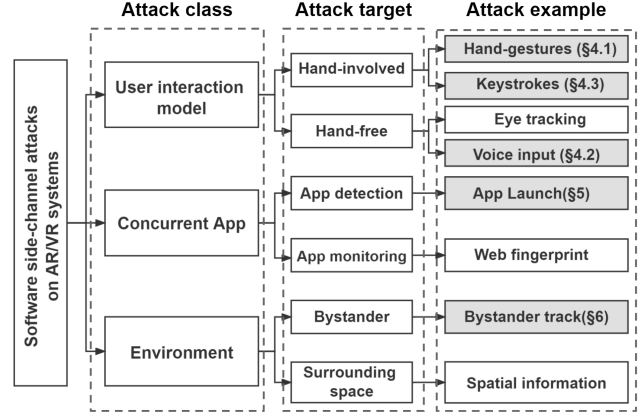 Attack class
Attack target
Attack example
Software side-channel attacks
on AR/VR systems
User interaction
model
Concurrent App
Environment
Hand-involved
Hand-free
App detection
App monitoring
Bystander
Surrounding
space
Hand-gestures (§4.1)
Keystrokes (§4.3)
Eye tracking
Voice input (§4.2)
App Launch(§5)
Web fingerprint
Bystander track(§6)
Spatial information